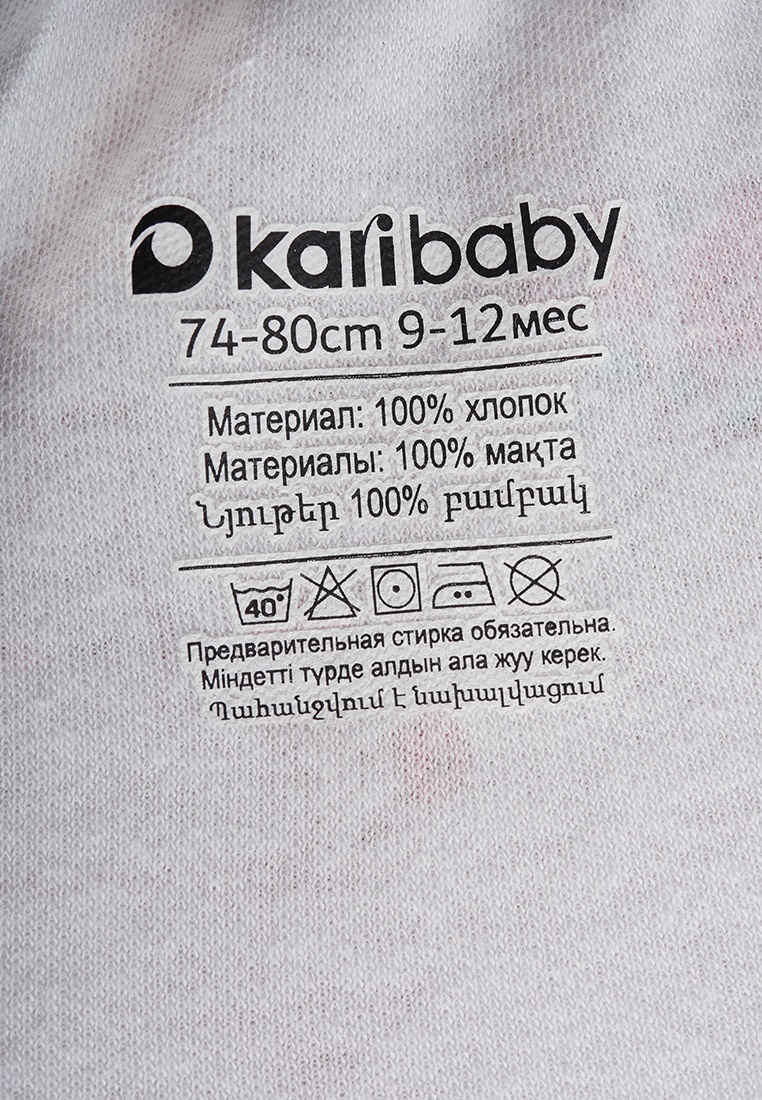 kari baby
74-80cm 9-12мес
Материал: 100% хлопок
Материалы: 100% мақта
Նյութեր 100% բամբակ
40°
Предварительная стирка обязательна.
Міндетті түрде алдын ала жуу керек.
Պահանջվում է նախալվացում